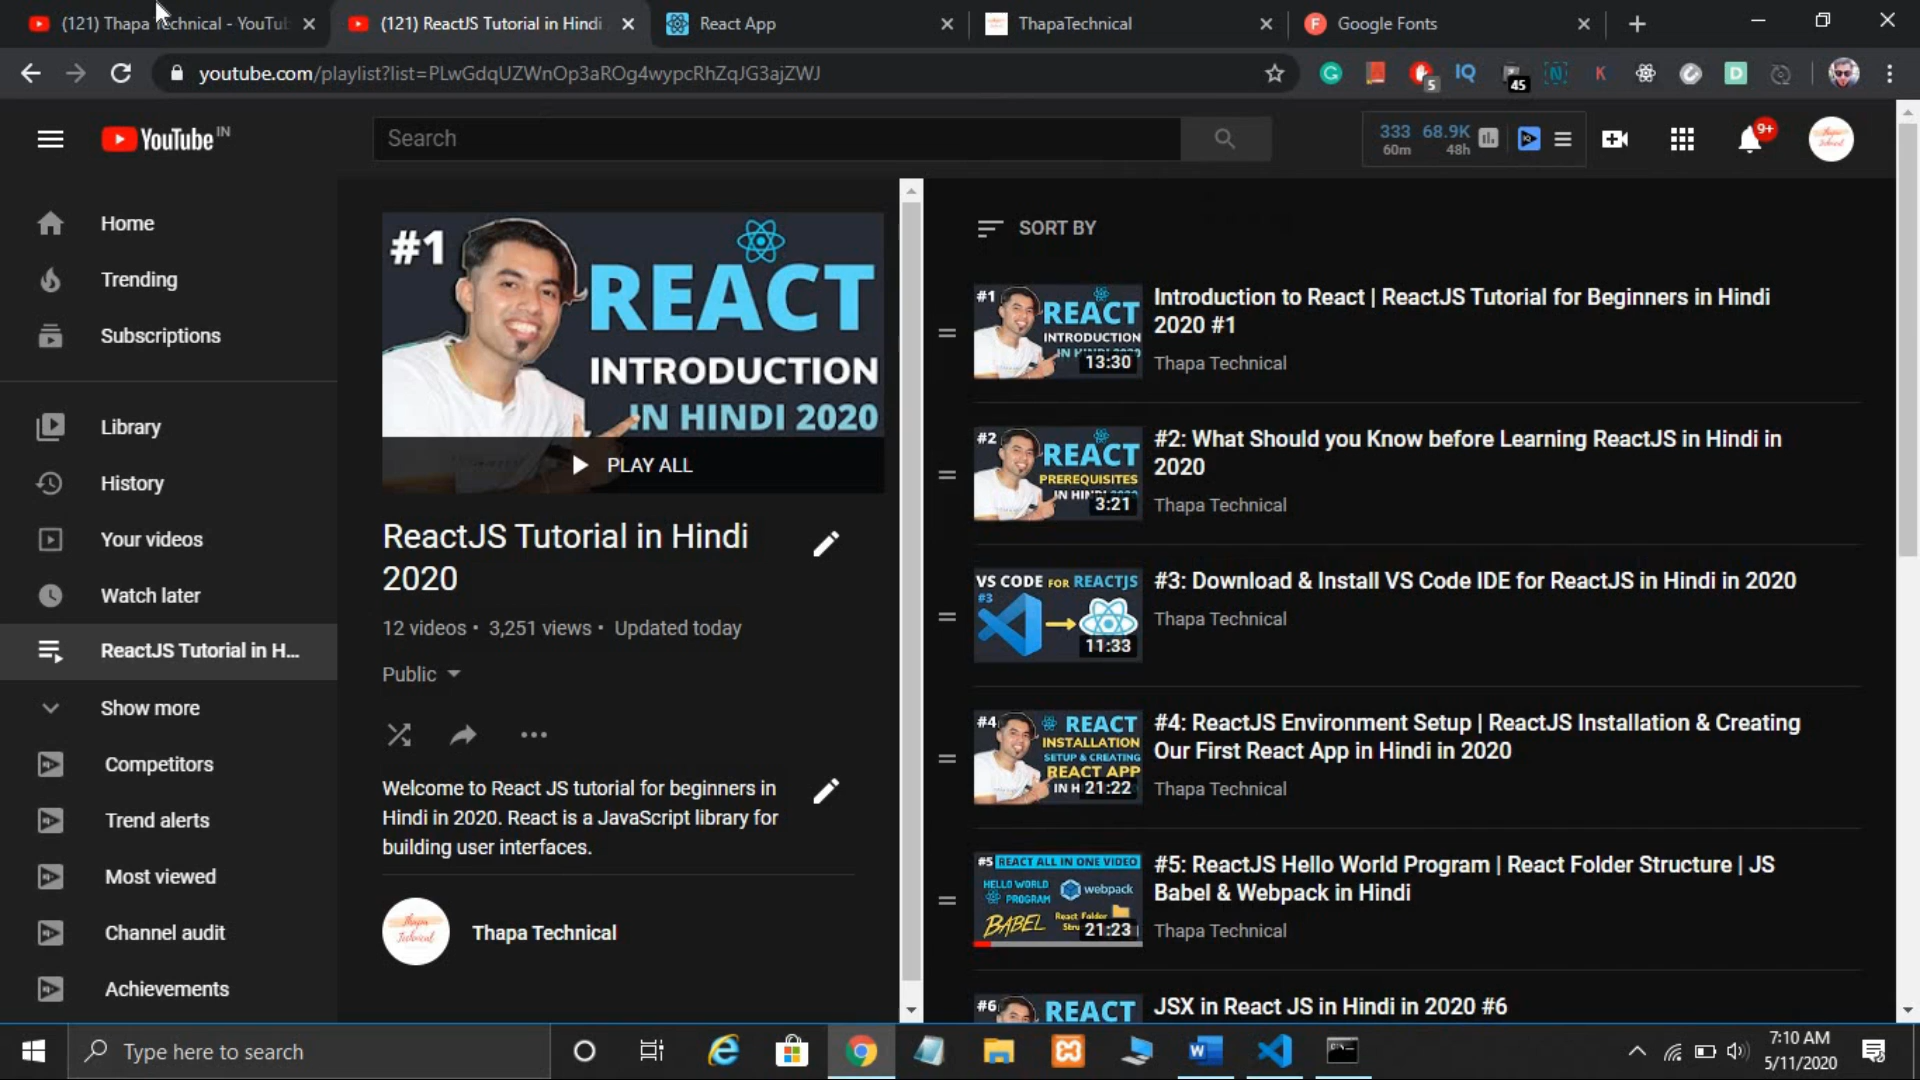 (121) Thapa Technical - YouTub
(121) ReactJS Tutorial in Hindi
React App
ThapaTechnical
Google Fonts
youtube.com/playlist?list=PLwGdqUZWnOp3aROg4wypcRhZqJG3ajZWJ
5
IQ
45
N
K
D
YouTube IN
Search
333 68.9K
60m 48h
9+
Home
Trending
Subscriptions
Library
History
Your videos
Watch later
ReactJS Tutorial in H...
Show more
Competitors
Trend alerts
Most viewed
Channel audit
Achievements
#1
REACT
INTRODUCTION
IN HINDI 2020
PLAY ALL
ReactJS Tutorial in Hindi
2020
12 videos • 3,251 views • Updated today
Public
Welcome to React JS tutorial for beginners in
Hindi in 2020. React is a JavaScript library for
building user interfaces.
Thapa Technical
Thapa Technical
SORT BY
#1
REACT
INTRODUCTION
13:30
Introduction to React | ReactJS Tutorial for Beginners in Hindi
2020 #1
Thapa Technical
#2
REACT
PREREQUISITES
3:21
#2: What Should you Know before Learning ReactJS in Hindi in
2020
Thapa Technical
VS CODE FOR REACTJS
#3
11:33
#3: Download & Install VS Code IDE for ReactJS in Hindi in 2020
Thapa Technical
#4
REACT
INSTALLATION
SETUP & CREATING
REACT APP
IN H
21:22
#4: ReactJS Environment Setup | ReactJS Installation & Creating
Our First React App in Hindi in 2020
Thapa Technical
#5 REACT ALL IN ONE VIDEO
HELLO WORLD
PROGRAM
webpack
BABEL
React Folder
21:23
#5: ReactJS Hello World Program | React Folder Structure | JS
Babel & Webpack in Hindi
Thapa Technical
#6
REACT
JSX in React JS in Hindi in 2020 #6
Type here to search
7:10 AM
5/11/2020